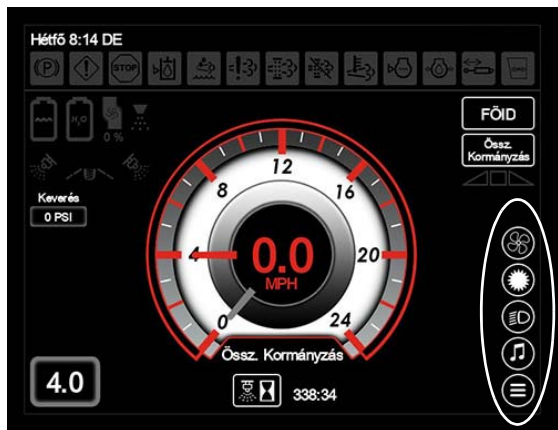 Hétfő 8:14 DE
(P)
STOP
H₂O
0 %
FÖID
Össz.
Kormányzás
Keverés
0 PSI
12
8
16
4
20
0.0
MPH
0
24
Össz. Kormányzás
4.0
338:34